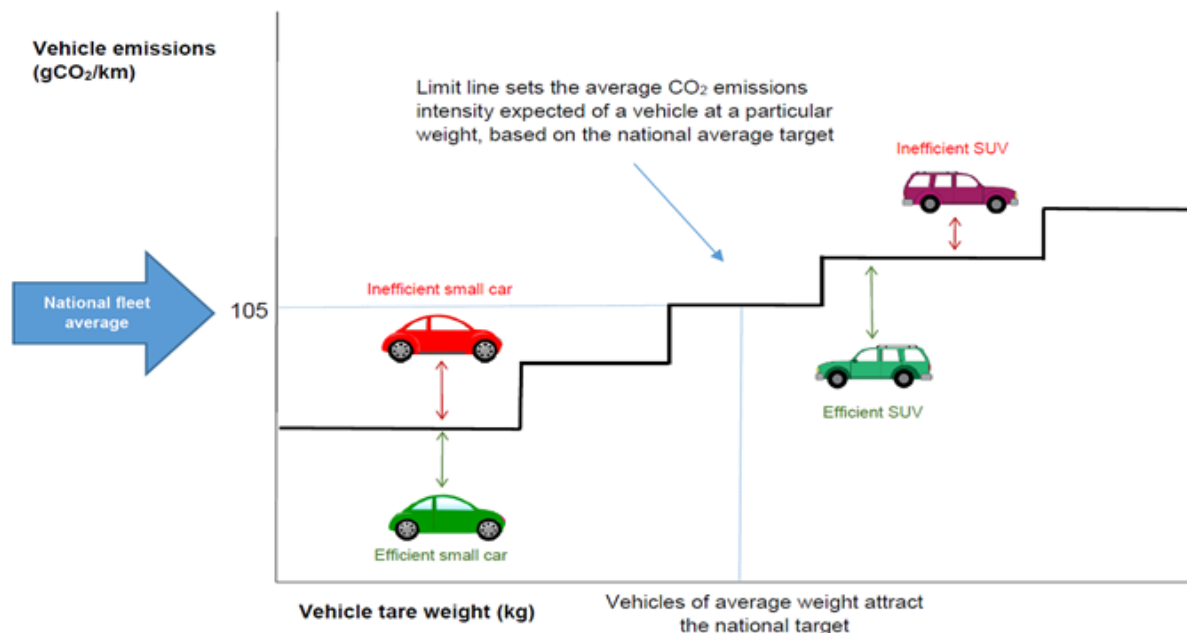 Vehicle emissions
(gCO₂/km)
Limit line sets the average CO₂ emissions
intensity expected of a vehicle at a particular
weight, based on the national average target
Inefficient SUV
National fleet
average
105
Inefficient small car
Efficient SUV
Efficient small car
Vehicle tare weight (kg)
Vehicles of average weight attract
the national target